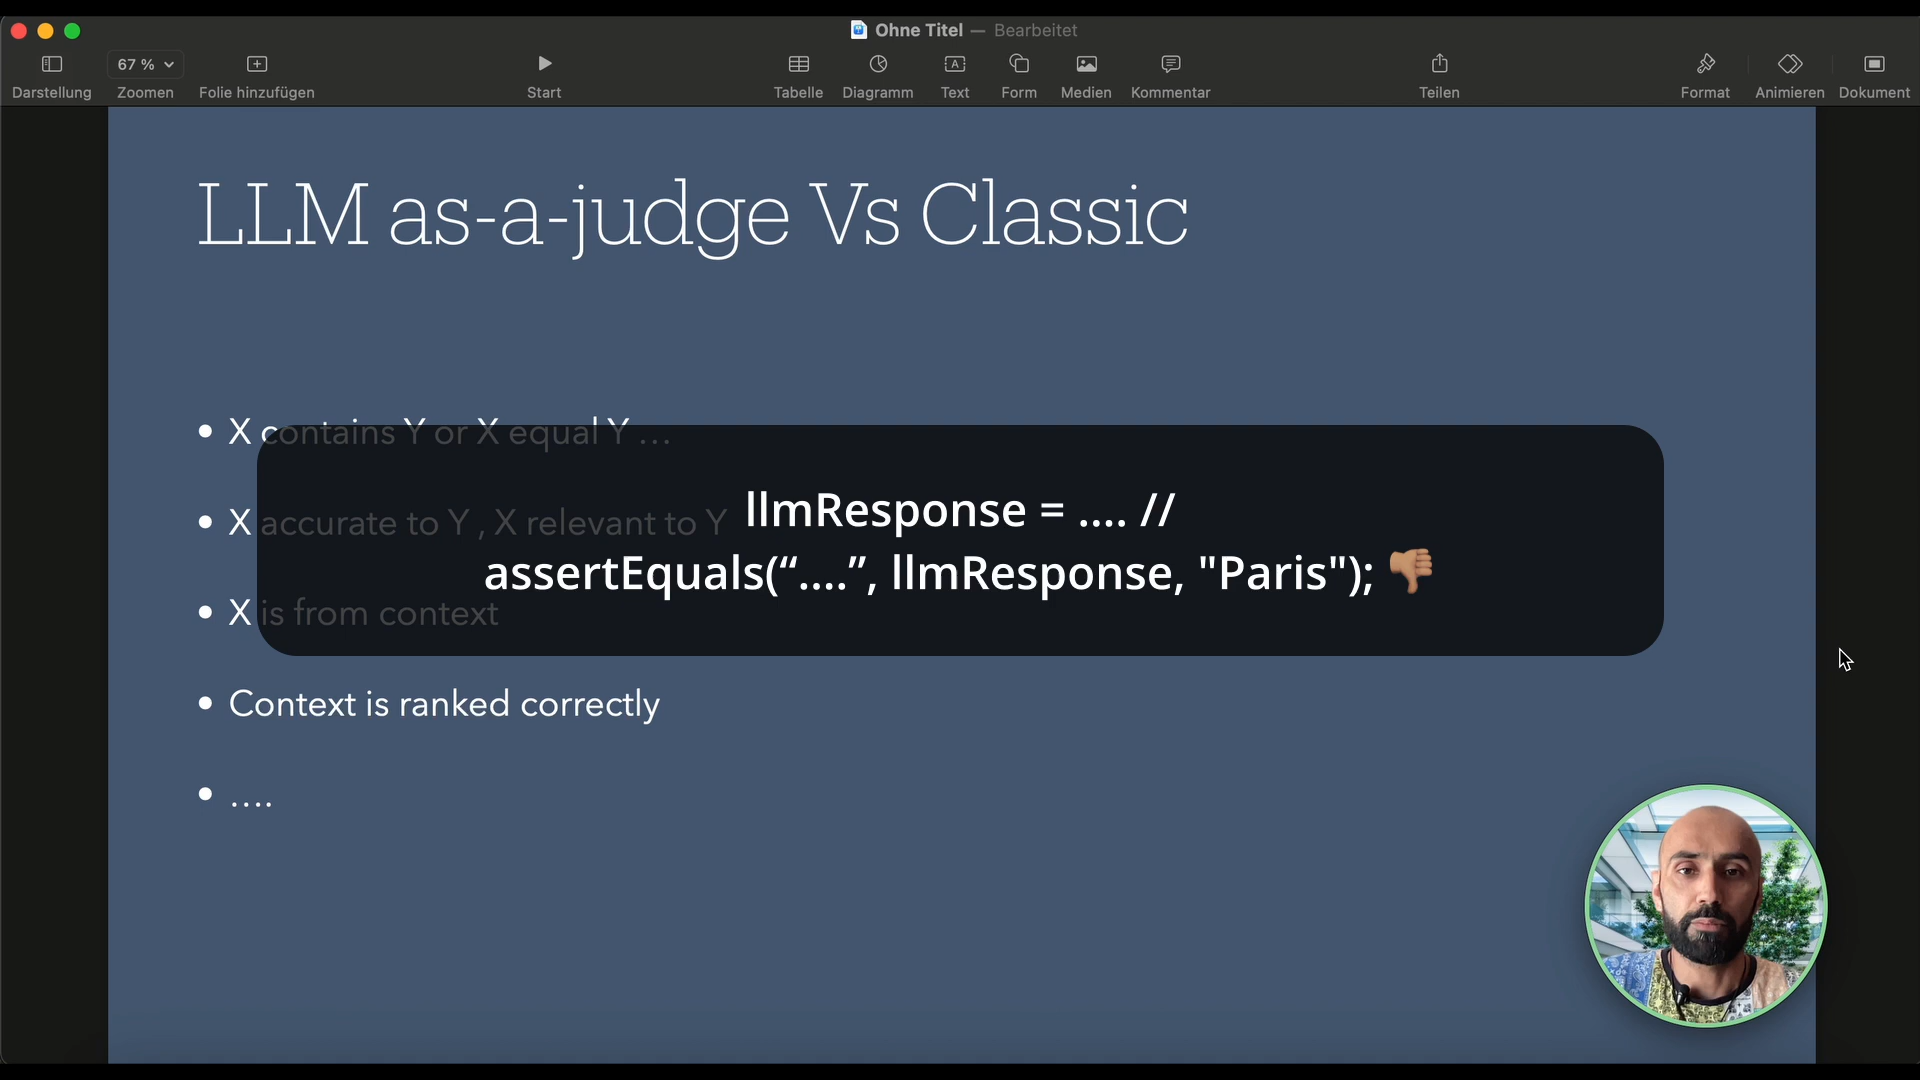 Ohne Titel — Bearbeitet
67 %
Darstellung Zoomen Folie hinzufügen Start Tabelle Diagramm Text Form Medien Kommentar Teilen Format Animieren Dokument
LLM as-a-judge Vs Classic
• X contains Y or X equal Y …
• X accurate to Y , X relevant to Y
• X is from context
llmResponse = .... //
assertEquals(“....”, llmResponse, "Paris"); 👎🏽
• Context is ranked correctly
• ....